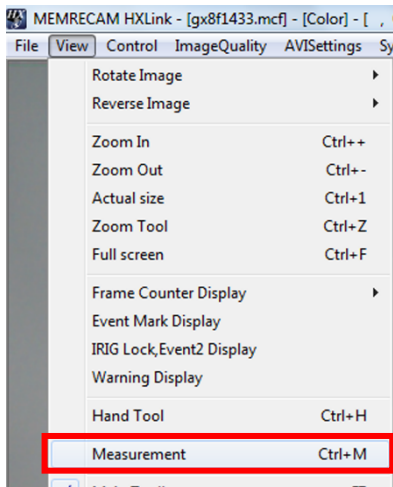 MEMRECAM HXLink - [gx8f1433.mcf] - [Color] - [ ,
File View Control ImageQuality AVISettings Sy
Rotate Image
Reverse Image
Zoom In Ctrl++
Zoom Out Ctrl+-
Actual size Ctrl+1
Zoom Tool Ctrl+Z
Full screen Ctrl+F
Frame Counter Display
Event Mark Display
IRIG Lock,Event2 Display
Warning Display
Hand Tool Ctrl+H
Measurement Ctrl+M